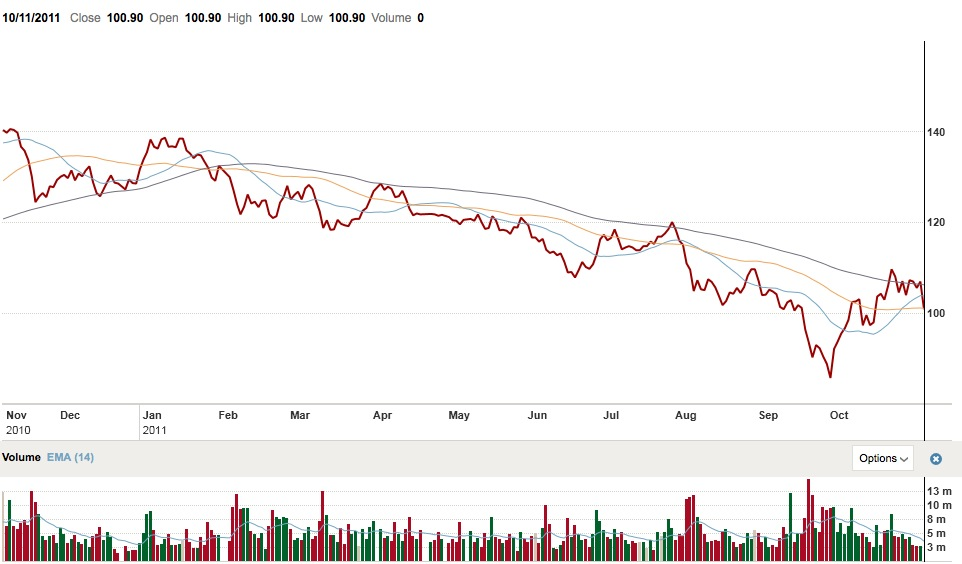 10/11/2011 Close 100.90 Open 100.90 High 100.90 Low 100.90 Volume 0
140
120
100
Nov Dec Jan Feb Mar Apr May Jun Jul Aug Sep Oct
2010 2011
Volume EMA (14) Options
13 m
10 m
8 m
5 m
3 m